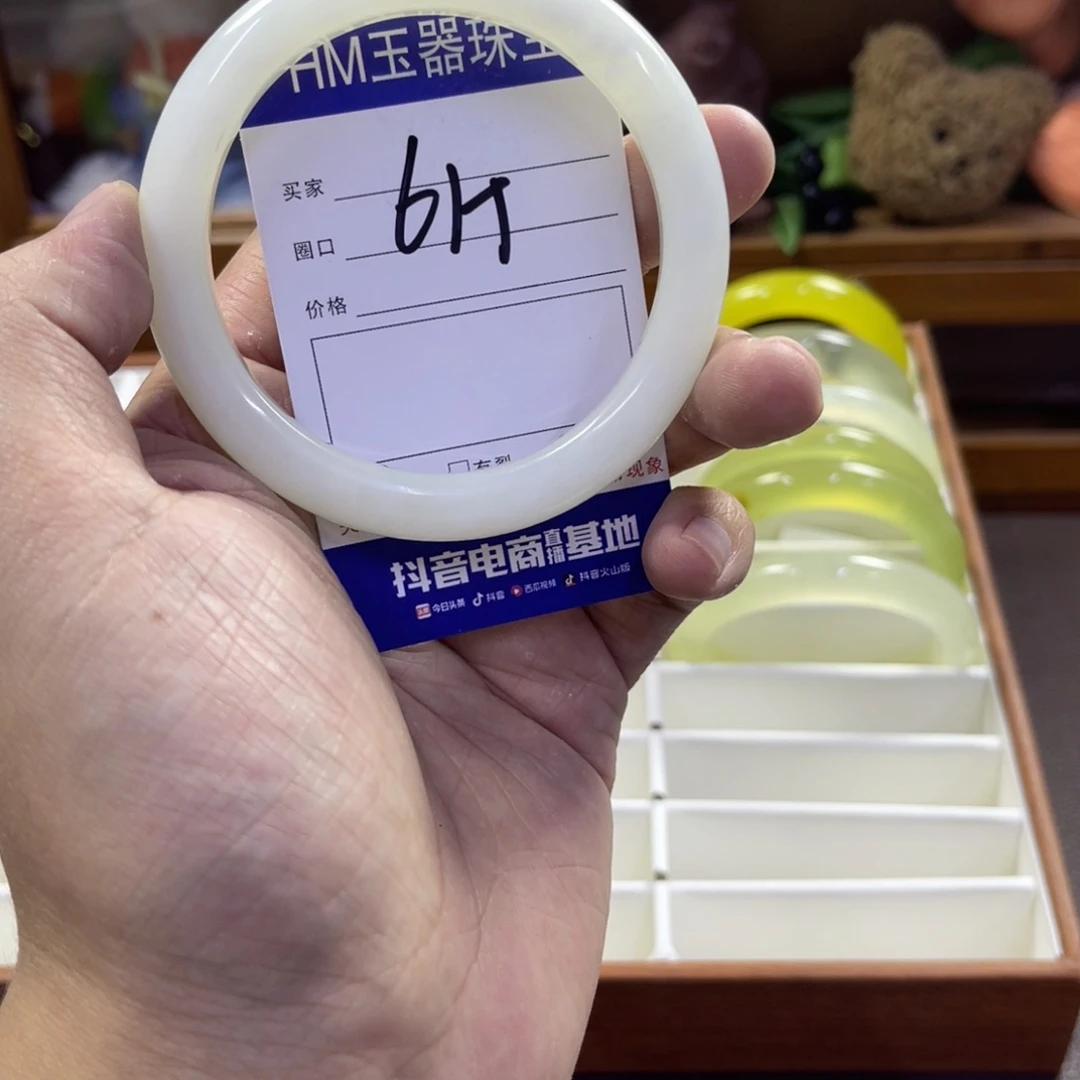 HM玉器珠宝
买家
6H
圈口
价格
有裂
现象
抖音电商直播基地
今日头条 抖音 西瓜视频 抖音火山版